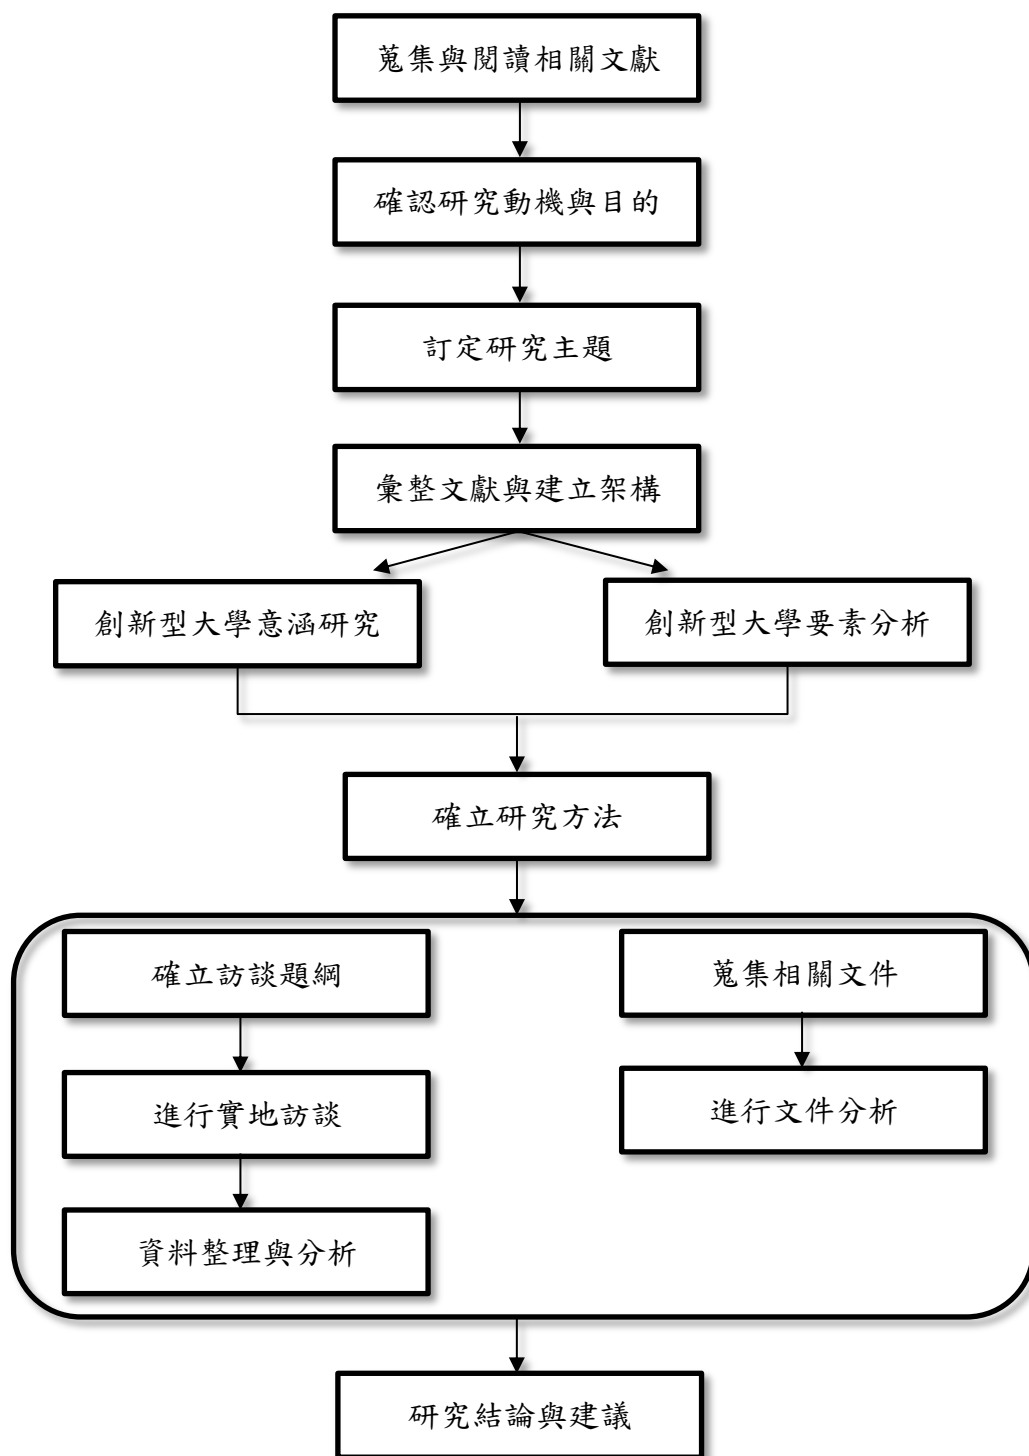 蒐集與閱讀相關文獻
確認研究動機與目的
訂定研究主題
彙整文獻與建立架構
創新型大學意涵研究
創新型大學要素分析
確立研究方法
確立訪談題綱
進行實地訪談
資料整理與分析
蒐集相關文件
進行文件分析
研究結論與建議